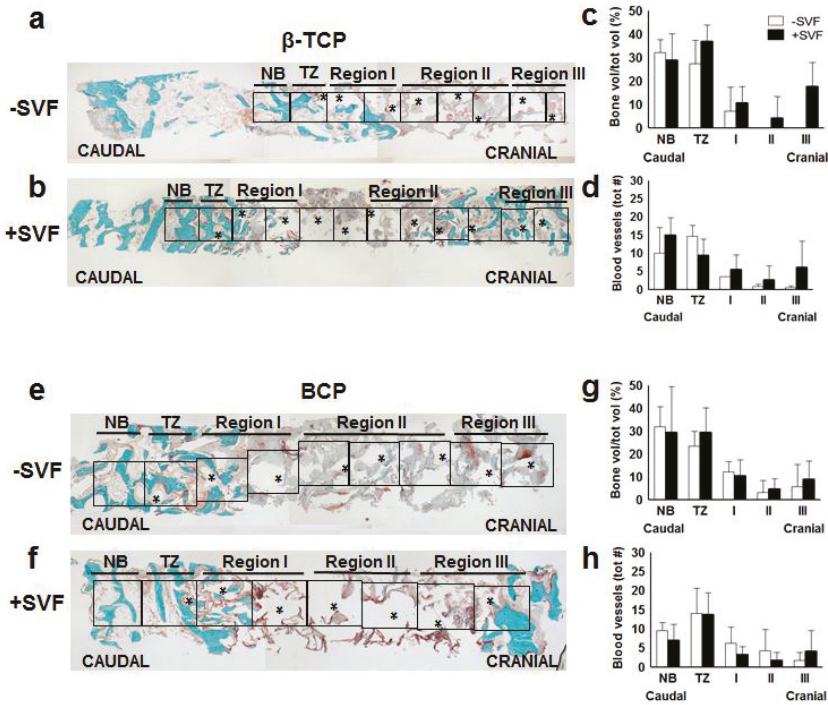 a
β-TCP
NB TZ Region I Region II Region III
-SVF
* * * * * * * *
CAUDAL CRANIAL
b
NB TZ Region I Region II Region III
+SVF
* * * * * * * * * * *
CAUDAL CRANIAL
c
Bone vol/tot vol (%)
50
40
30
20
10
0
-SVF
+SVF
NB TZ I II III
Caudal Cranial
d
Blood vessels (tot #)
30
25
20
15
10
5
0
NB TZ I II III
Caudal Cranial
e
BCP
NB TZ Region I Region II Region III
-SVF
* * * * * * * *
CAUDAL CRANIAL
f
NB TZ Region I Region II Region III
+SVF
* * * * * * *
CAUDAL CRANIAL
g
Bone vol/tot vol (%)
50
40
30
20
10
0
NB TZ I II III
Caudal Cranial
h
Blood vessels (tot #)
30
25
20
15
10
5
0
NB TZ I II III
Caudal Cranial